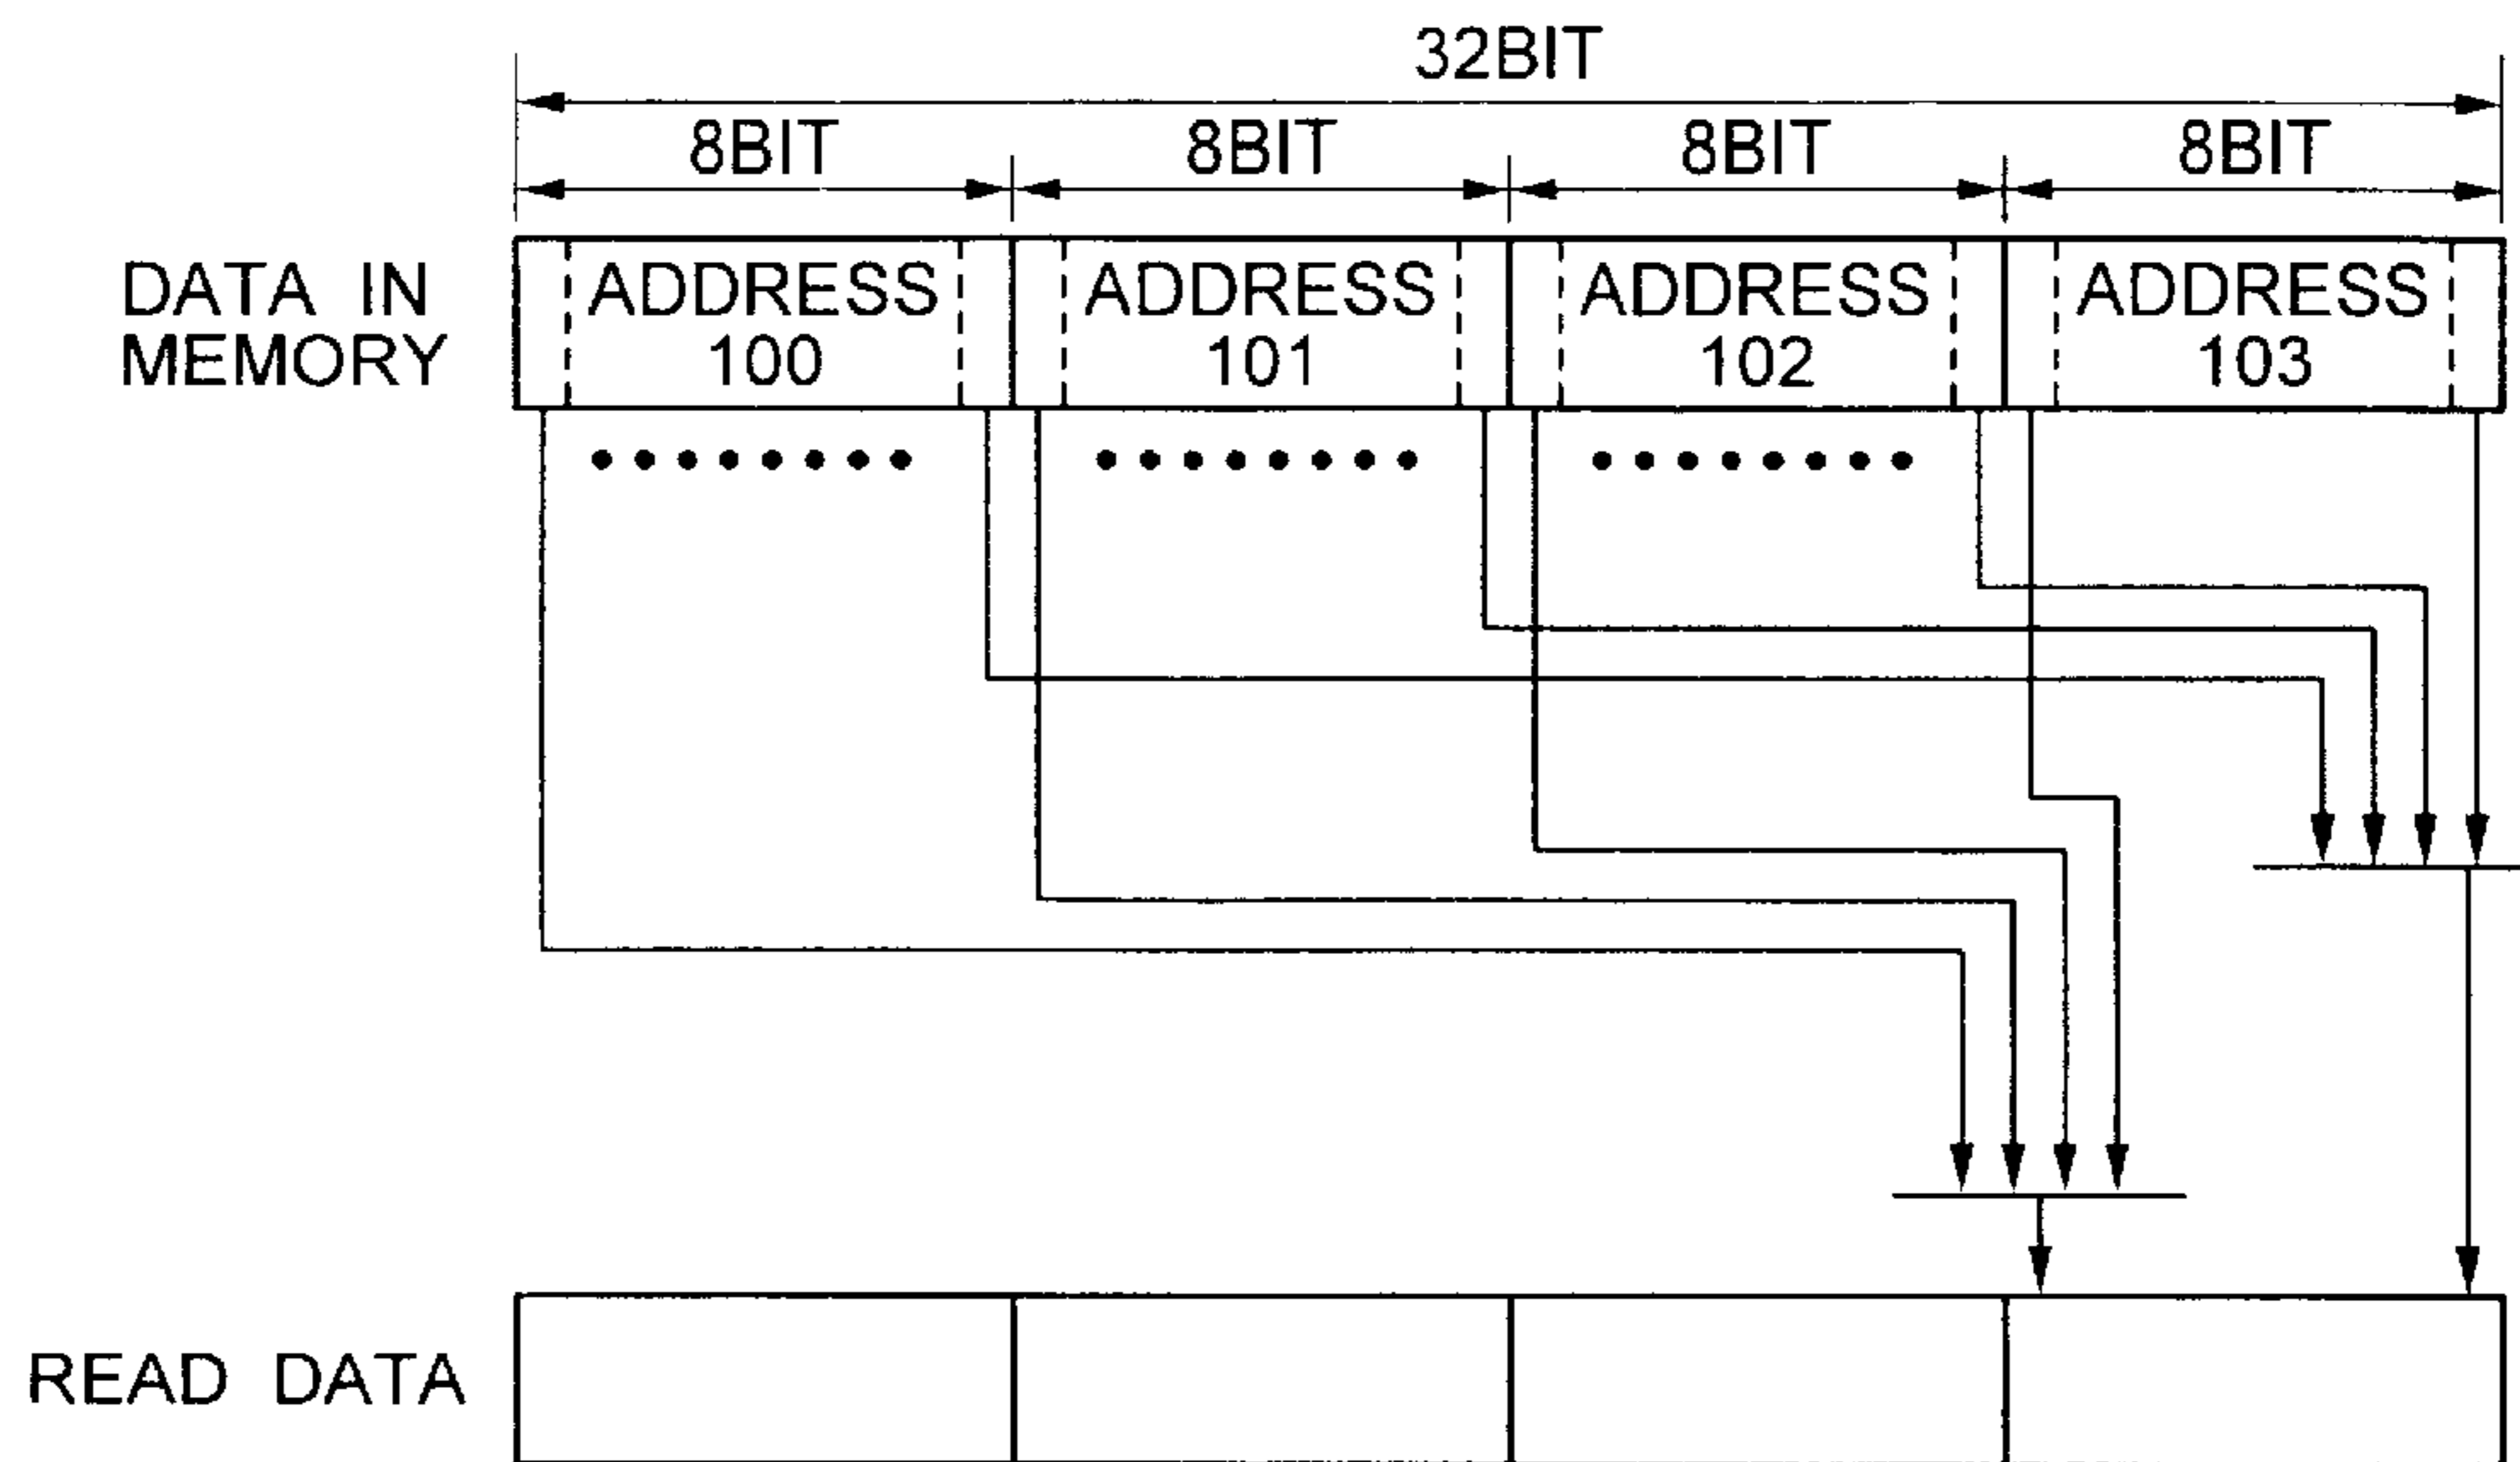 32BIT
8BIT 8BIT 8BIT 8BIT
DATA IN ADDRESS ADDRESS ADDRESS ADDRESS
MEMORY 100 101 102 103
READ DATA